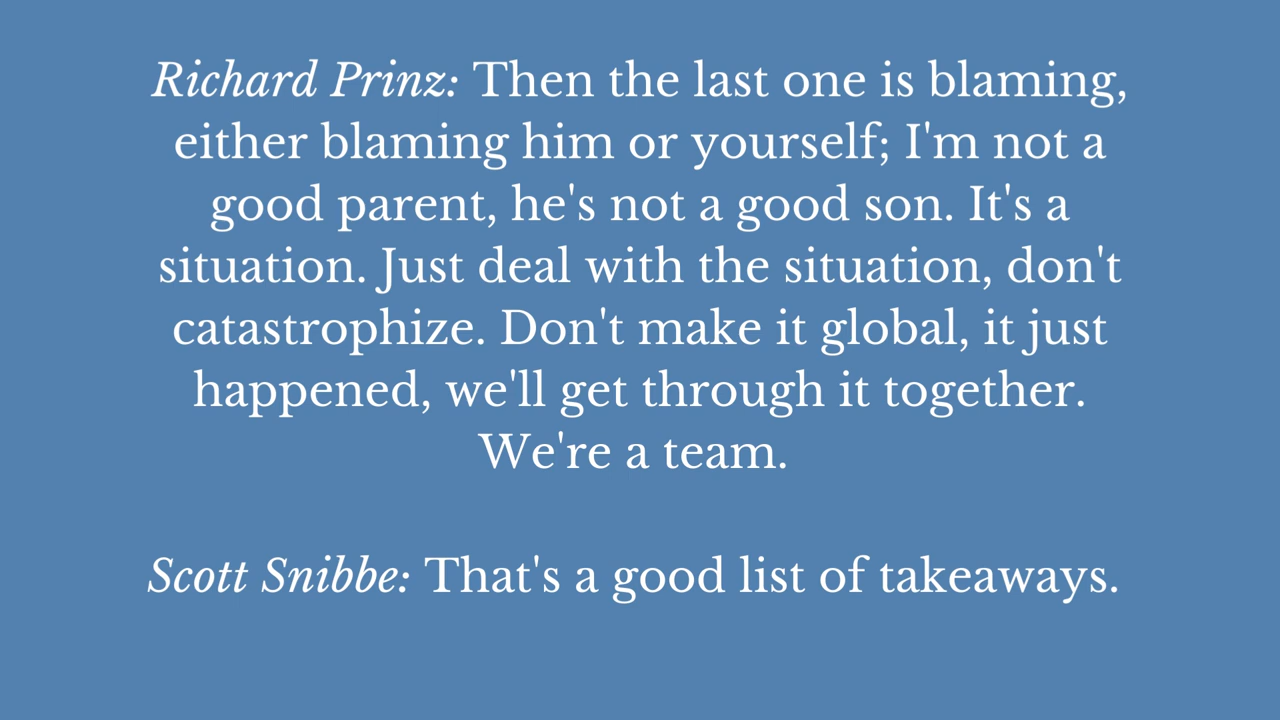 Richard Prinz: Then the last one is blaming,
either blaming him or yourself; I'm not a
good parent, he's not a good son. It's a
situation. Just deal with the situation, don't
catastrophize. Don't make it global, it just
happened, we'll get through it together.
We're a team.
Scott Snibbe: That's a good list of takeaways.